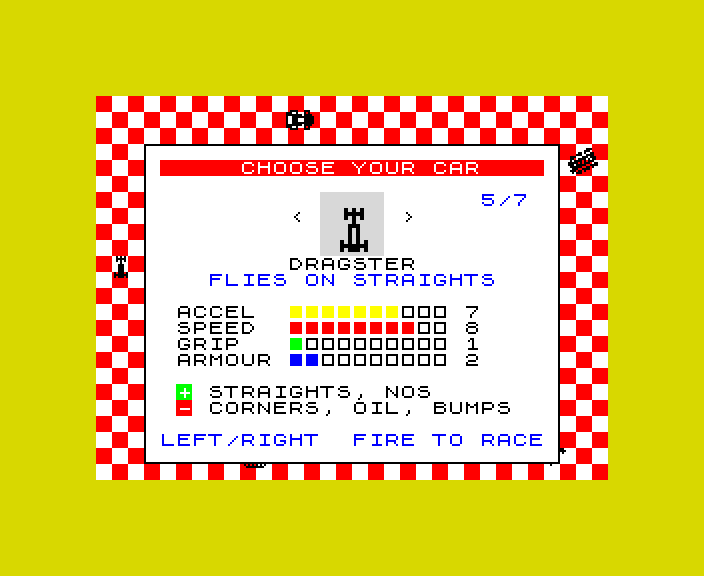 CHOOSE YOUR CAR
5/7
< >
DRAGSTER
FLIES ON STRAIGHTS
ACCEL 7
SPEED 8
GRIP 1
ARMOUR 2
+ STRAIGHTS, NOS
- CORNERS, OIL, BUMPS
LEFT/RIGHT FIRE TO RACE